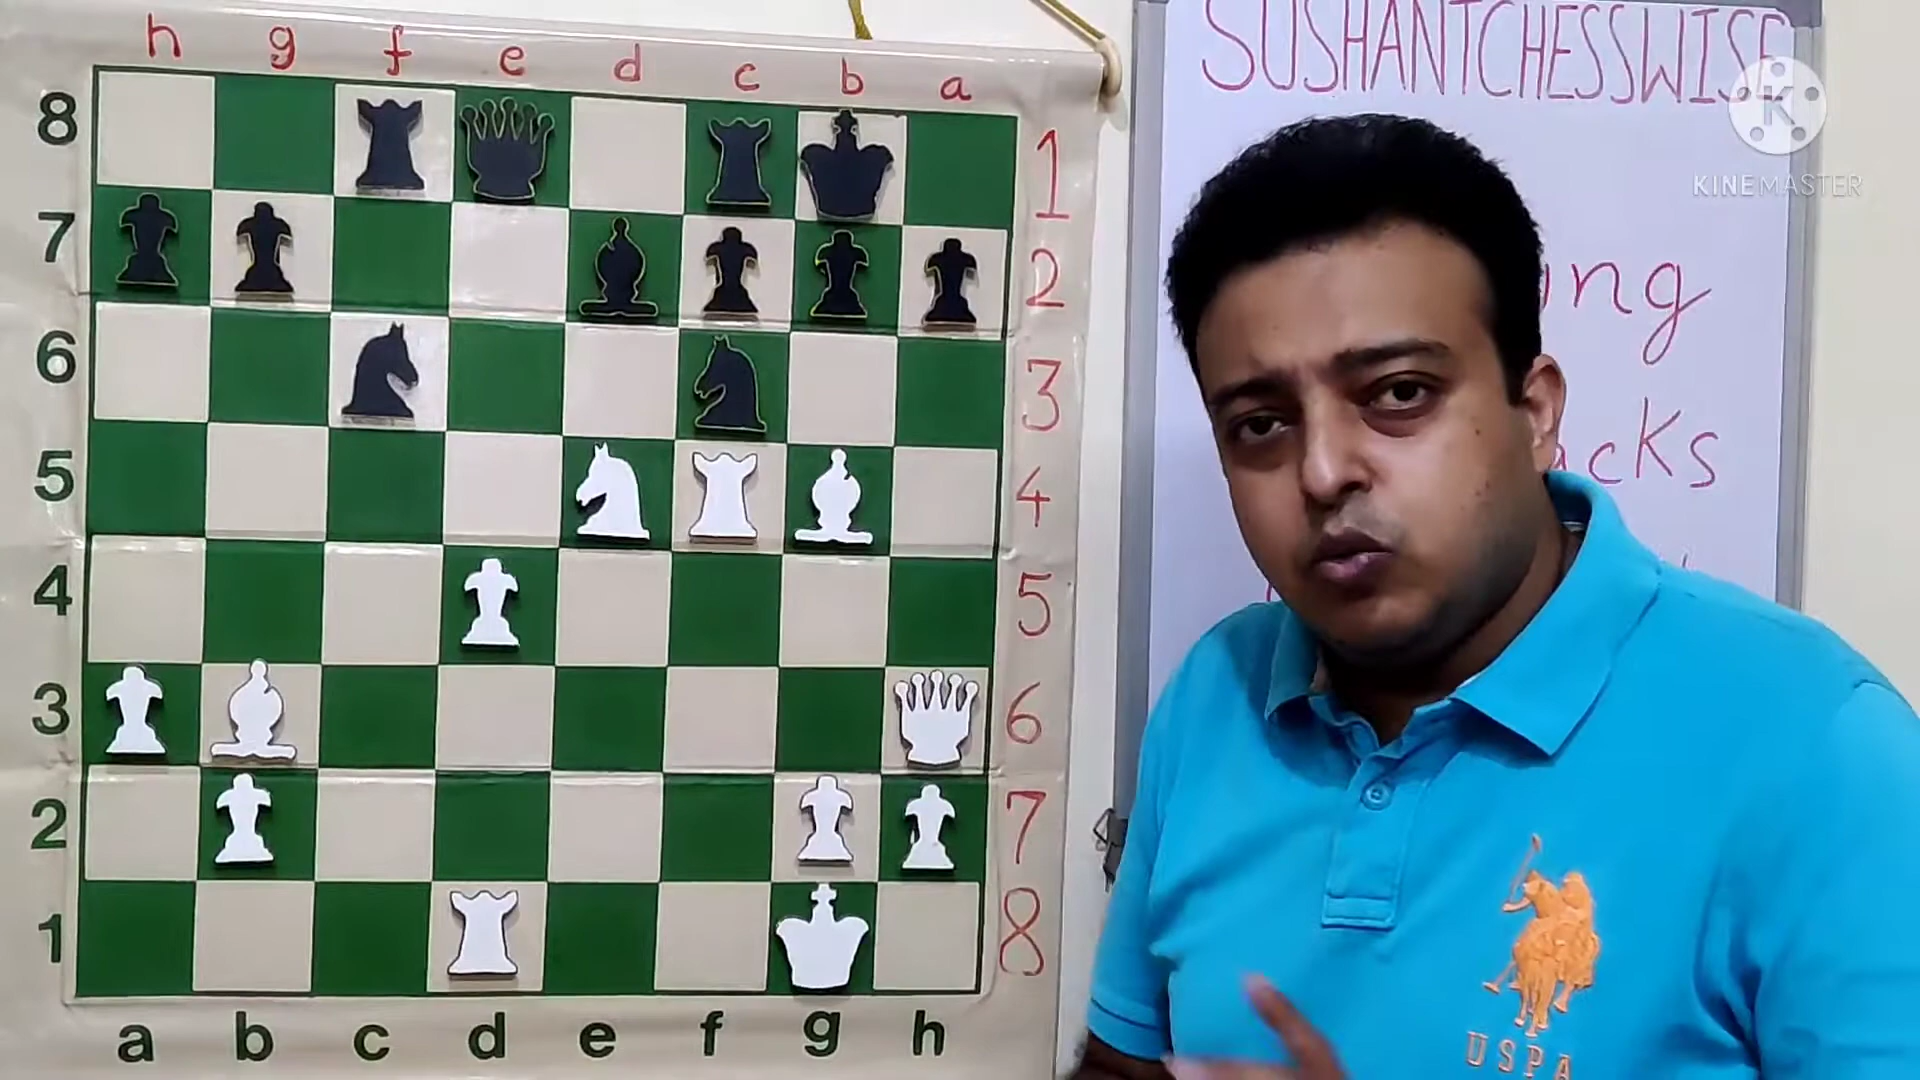 SUSHANTCHESSWISE
KINEMASTER
h g f e d c b a
8 1
7 2
6 3
5 4
4 5
3 6
2 7
1 8
a b c d e f g h
USPA